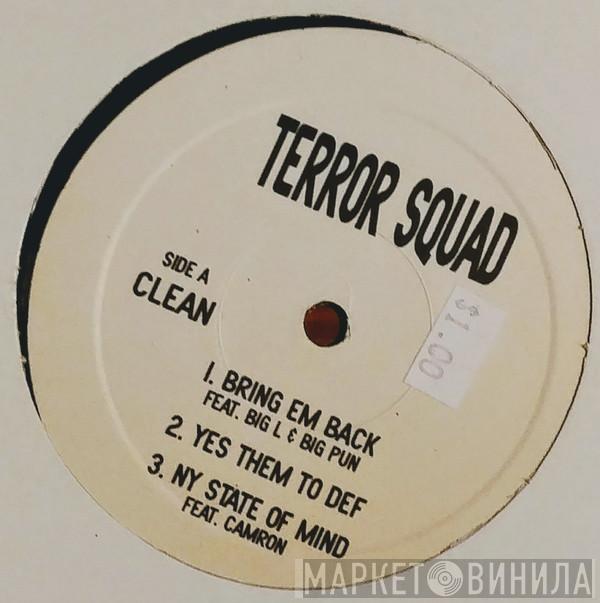 TERROR SQUAD
SIDE A
CLEAN
$1.00
1. BRING EM BACK
FEAT. BIG L & BIG PUN
2. YES THEM TO DEF
3. NY STATE OF MIND
FEAT. CAMRON
МАРКЕТ ВИНИЛА